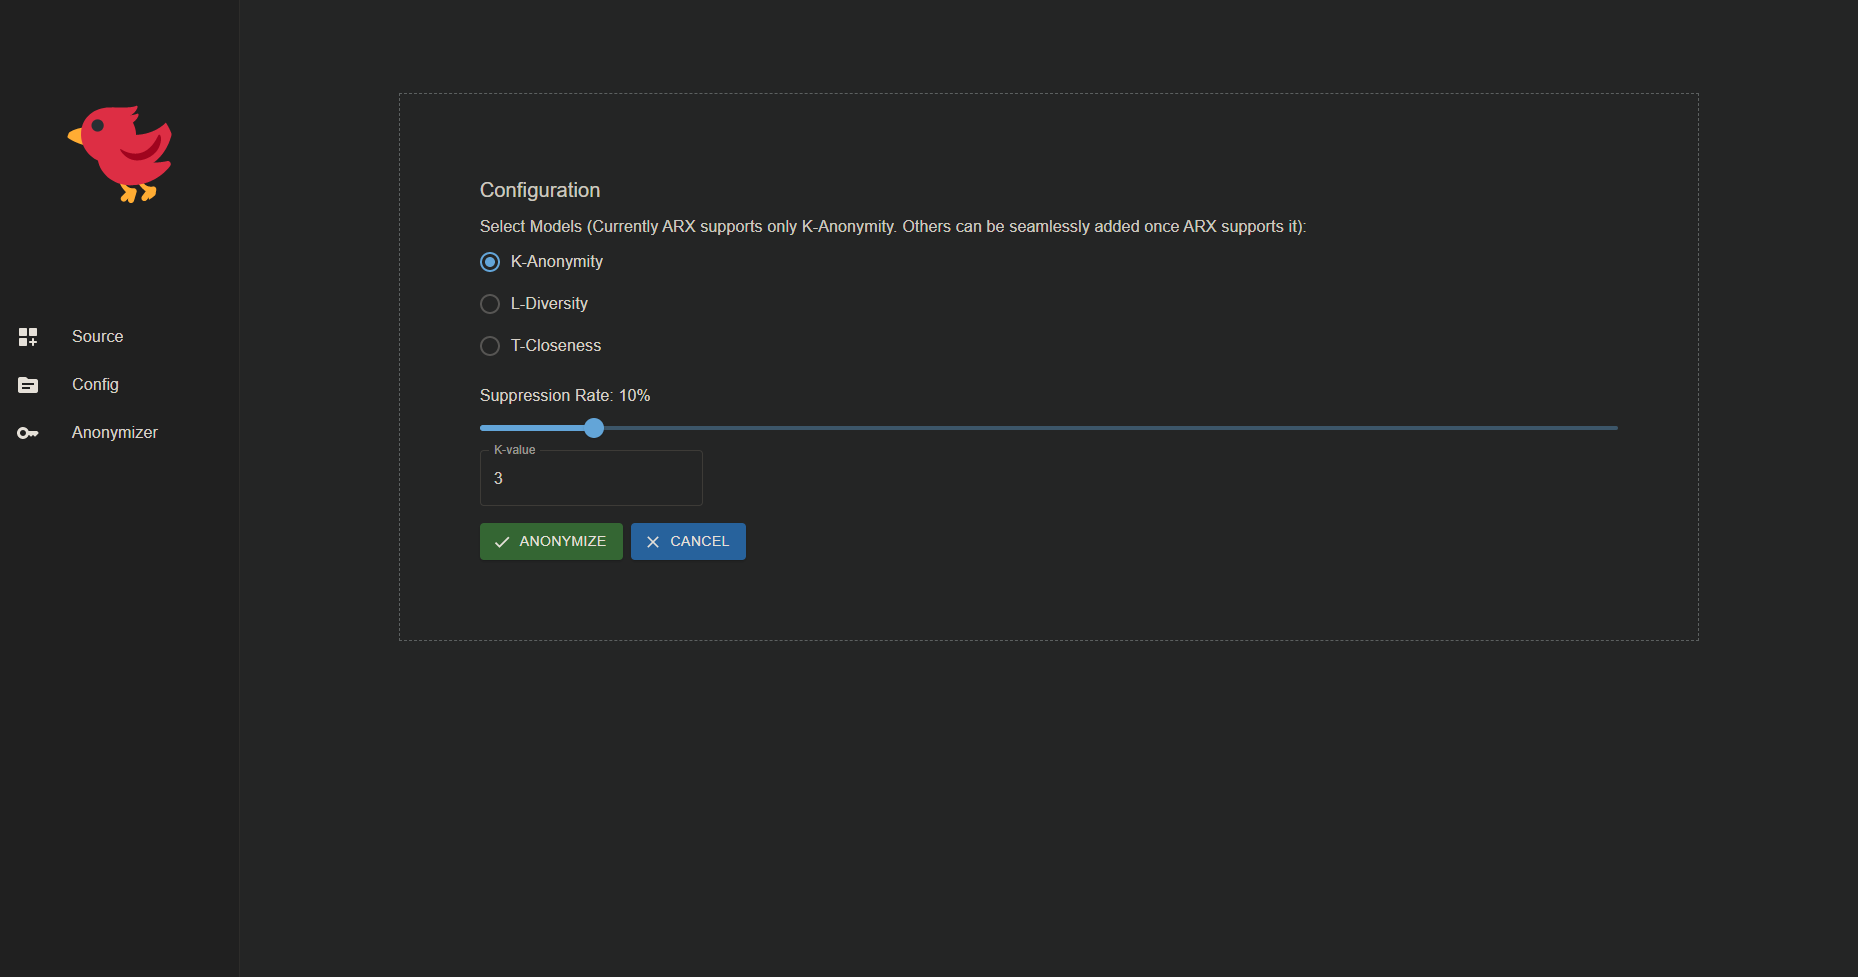 Source
Config
Anonymizer
Configuration
Select Models (Currently ARX supports only K-Anonymity. Others can be seamlessly added once ARX supports it):
K-Anonymity
L-Diversity
T-Closeness
Suppression Rate: 10%
K-value
3
ANONYMIZE CANCEL